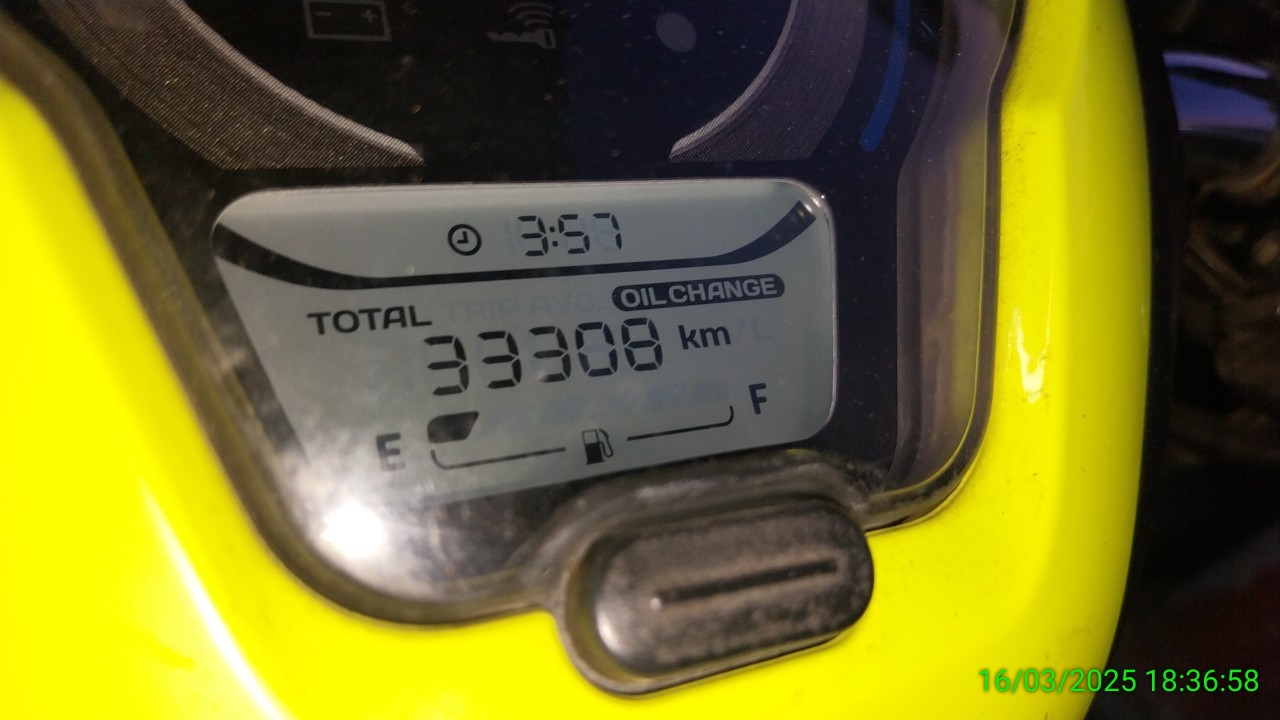 3:57
OIL CHANGE
TOTAL
33308 km
E F
16/03/2025 18:36:58